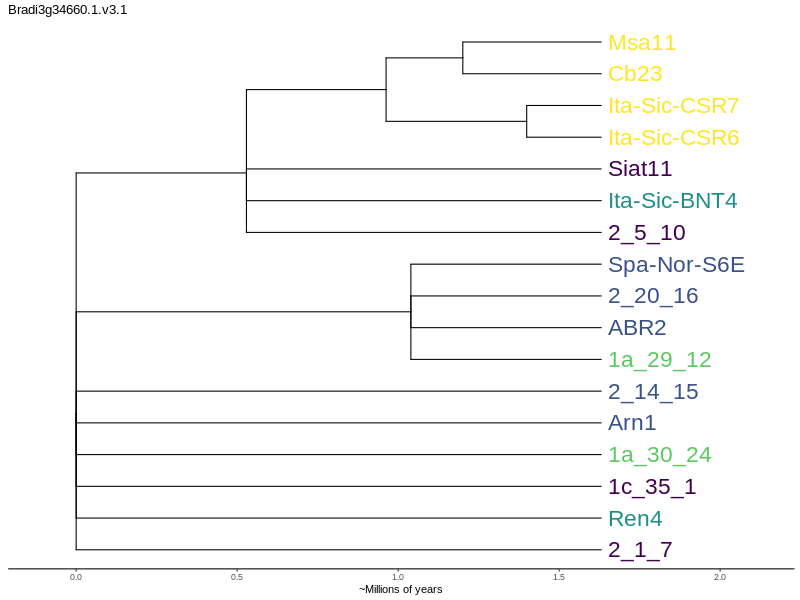 Bradi3g34660.1.v3.1
Msa11
Cb23
Ita-Sic-CSR7
Ita-Sic-CSR6
Siat11
Ita-Sic-BNT4
2_5_10
Spa-Nor-S6E
2_20_16
ABR2
1a_29_12
2_14_15
Arn1
1a_30_24
1c_35_1
Ren4
2_1_7
0.0 0.5 1.0 1.5 2.0
~Millions of years